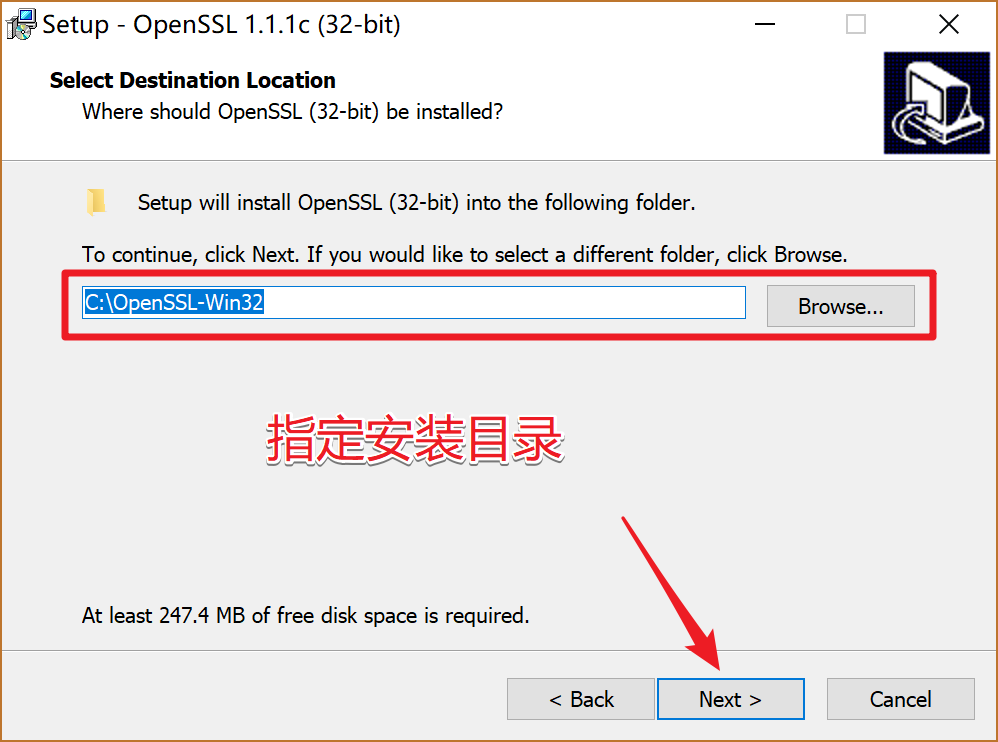 Setup - OpenSSL 1.1.1c (32-bit)
Select Destination Location
Where should OpenSSL (32-bit) be installed?
Setup will install OpenSSL (32-bit) into the following folder.
To continue, click Next. If you would like to select a different folder, click Browse.
C:\OpenSSL-Win32
Browse...
指定安装目录
At least 247.4 MB of free disk space is required.
< Back
Next >
Cancel